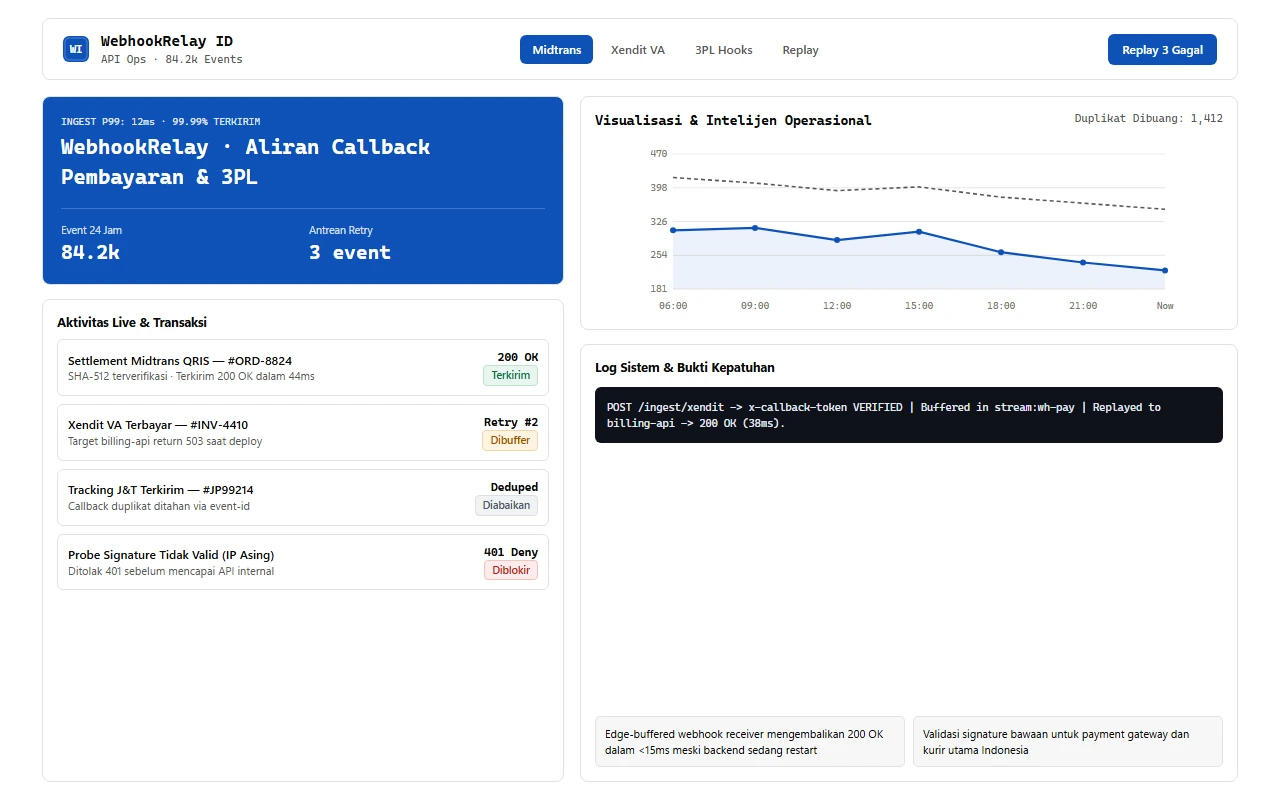 WI
WebhookRelay ID
API Ops · 84.2k Events
Midtrans
Xendit VA
3PL Hooks
Replay
Replay 3 Gagal
INGEST P99: 12ms · 99.99% TERKIRIM
WebhookRelay · Aliran Callback
Pembayaran & 3PL
Event 24 Jam
84.2k
Antrean Retry
3 event
Aktivitas Live & Transaksi
Settlement Midtrans QRIS — #ORD-8824
SHA-512 terverifikasi · Terkirim 200 OK dalam 44ms
200 OK
Terkirim
Xendit VA Terbayar — #INV-4410
Target billing-api return 503 saat deploy
Retry #2
Dibuffer
Tracking J&T Terkirim — #JP99214
Callback duplikat ditahan via event-id
Deduped
Diabaikan
Probe Signature Tidak Valid (IP Asing)
Ditolak 401 sebelum mencapai API internal
401 Deny
Diblokir
Visualisasi & Intelijen Operasional
Duplikat Dibuang: 1,412
470
398
326
254
181
06:00
09:00
12:00
15:00
18:00
21:00
Now
Log Sistem & Bukti Kepatuhan
POST /ingest/xendit -> x-callback-token VERIFIED | Buffered in stream:wh-pay | Replayed to
billing-api -> 200 OK (38ms).
Edge-buffered webhook receiver mengembalikan 200 OK
dalam <15ms meski backend sedang restart
Validasi signature bawaan untuk payment gateway dan
kurir utama Indonesia